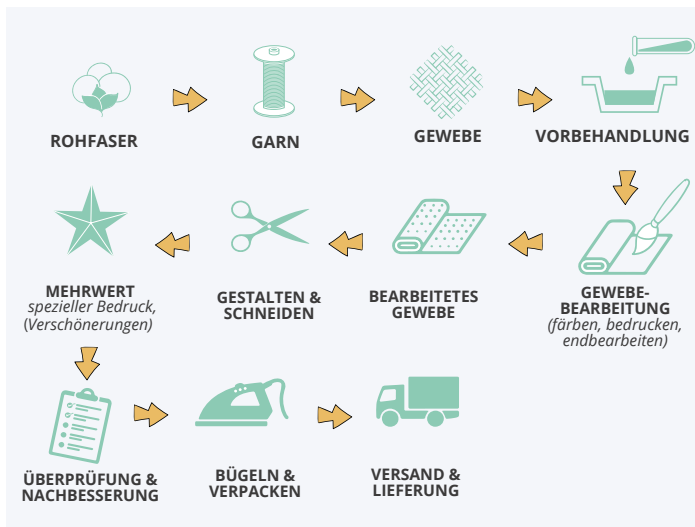 ROHFASER
GARN
GEWEBE
VORBEHANDLUNG
GEWEBE-
BEARBEITUNG
(färben, bedrucken,
endbearbeiten)
BEARBEITETES
GEWEBE
GESTALTEN &
SCHNEIDEN
MEHRWERT
spezieller Bedruck,
(Verschönerungen)
ÜBERPRÜFUNG &
NACHBESSERUNG
BÜGELN &
VERPACKEN
VERSAND &
LIEFERUNG